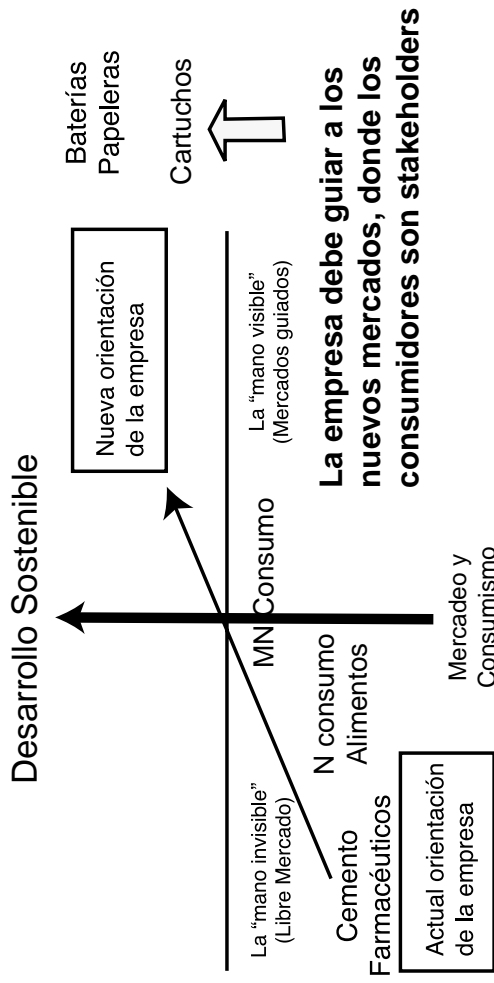 Desarrollo Sostenible
Baterías
Papeleras
Nueva orientación
de la empresa
Cartuchos
La “mano invisible”
(Libre Mercado)
MN Consumo
La “mano visible”
(Mercados guiados)
N consumo
Alimentos
Cemento
Farmacéuticos
La empresa debe guiar a los
nuevos mercados, donde los
consumidores son stakeholders
Actual orientación
de la empresa
Mercadeo y
Consumismo